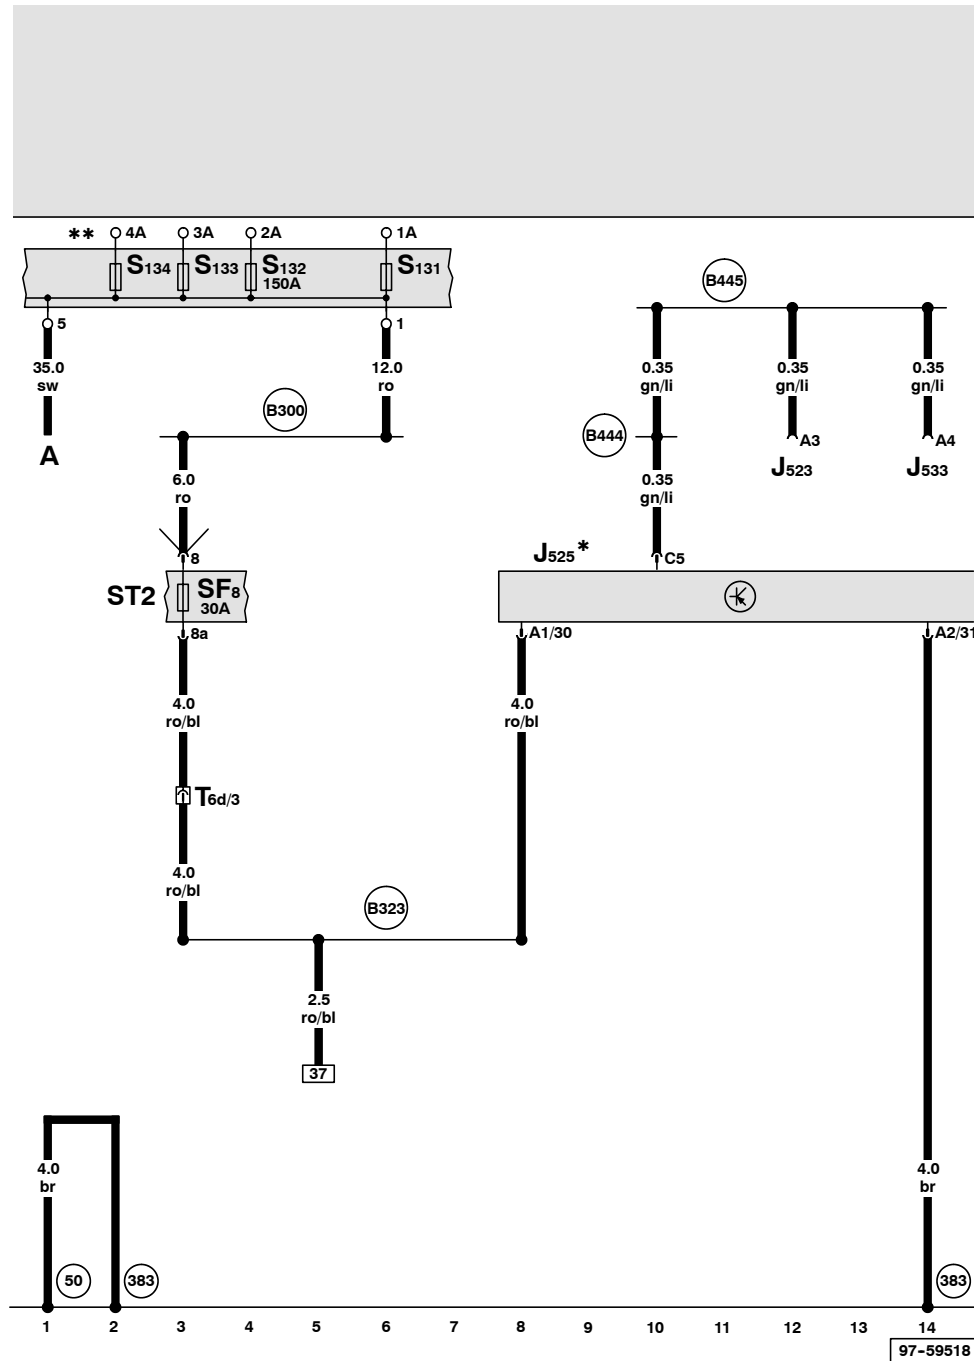 ** 4A 3A 2A 1A
S134 S133 S132 S131
150A
5 1
B445
35.0 12.0 0.35 0.35 0.35
sw ro gn/li gn/li gn/li
B300
B444 A3 A4
A J523 J533
6.0 0.35
ro gn/li
J525* C5
8
ST2 SF8
30A
8a A1/30 A2/31
4.0 4.0
ro/bl ro/bl
T6d/3
4.0
ro/bl
B323
2.5
ro/bl
37
4.0 4.0
br br
50 383 383
1 2 3 4 5 6 7 8 9 10 11 12 13 14
97-59518